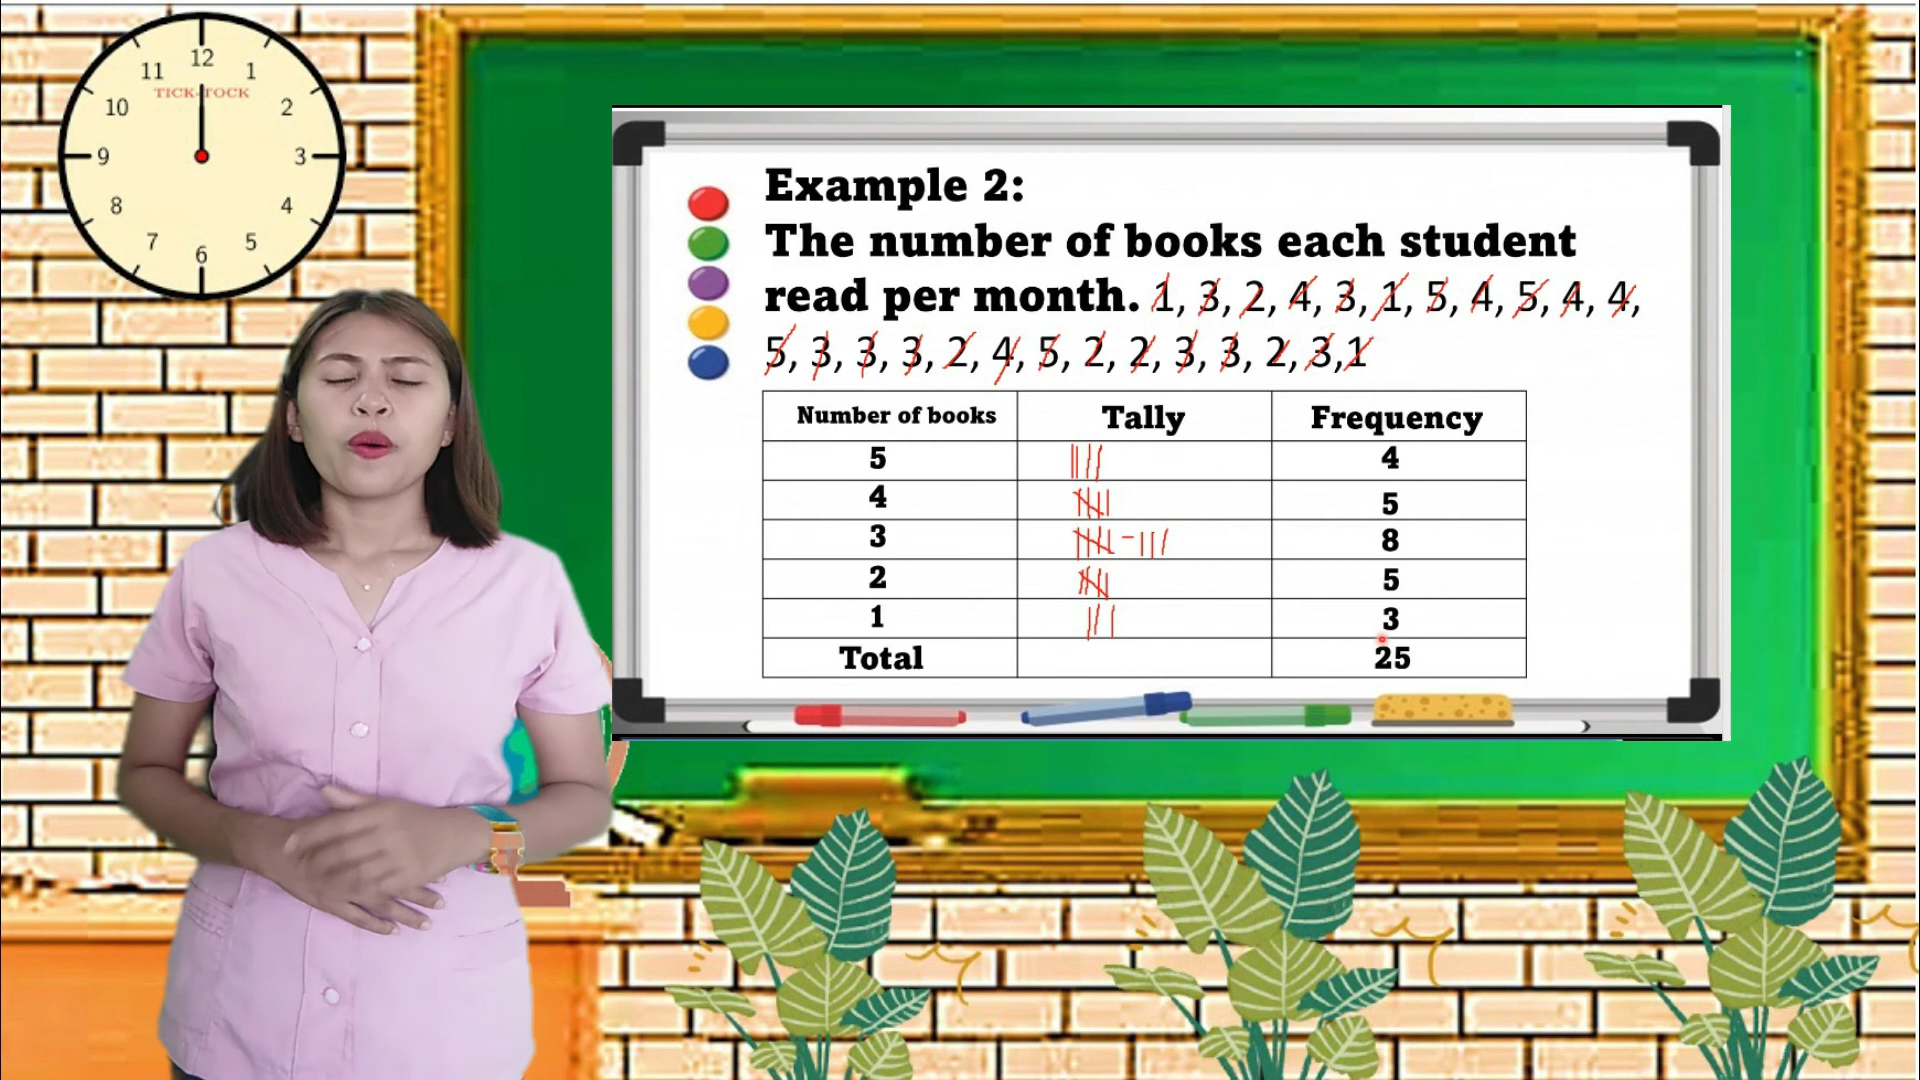 12
11 1
TICK-TOCK
10 2
9 3
8 4
7 5
6
Example 2:
The number of books each student
read per month. 1, 3, 2, 4, 3, 1, 5, 4, 5, 4, 4,
5, 3, 3, 3, 2, 4, 5, 2, 2, 3, 3, 2, 3,1
Number of books Tally Frequency
5 4
4 5
3 8
2 5
1 3
Total 25